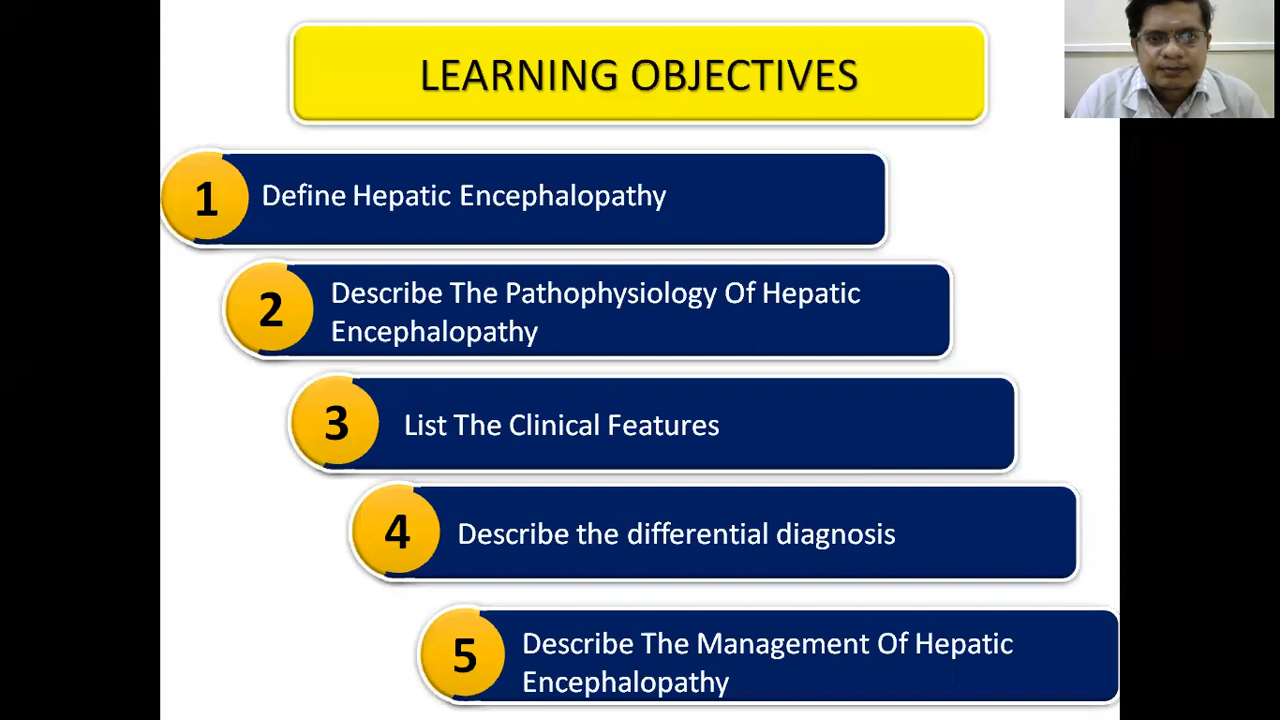 LEARNING OBJECTIVES
1
Define Hepatic Encephalopathy
2
Describe The Pathophysiology Of Hepatic
Encephalopathy
3
List The Clinical Features
4
Describe the differential diagnosis
5
Describe The Management Of Hepatic
Encephalopathy